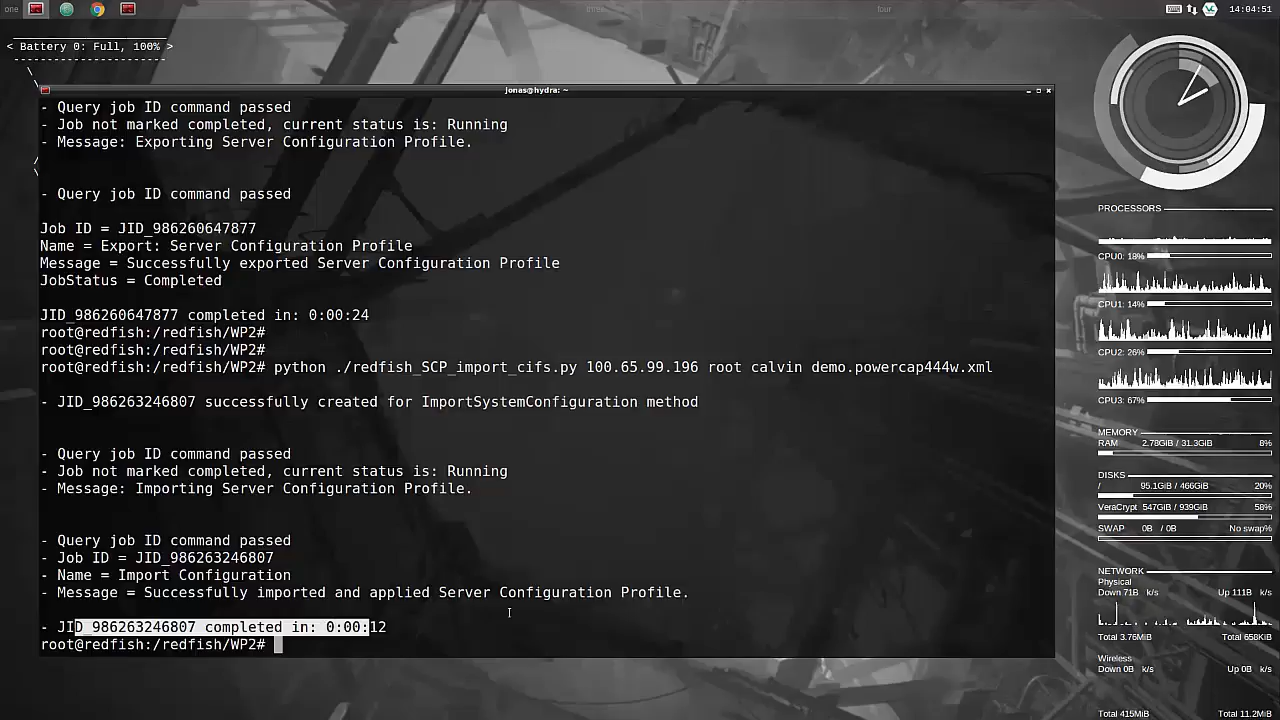 one
three
four
14:04:51
< Battery 0: Full, 100% >
jonas@hydra: ~
- Query job ID command passed
- Job not marked completed, current status is: Running
- Message: Exporting Server Configuration Profile.
- Query job ID command passed
Job ID = JID_986260647877
Name = Export: Server Configuration Profile
Message = Successfully exported Server Configuration Profile
JobStatus = Completed
JID_986260647877 completed in: 0:00:24
root@redfish:/redfish/WP2#
root@redfish:/redfish/WP2#
root@redfish:/redfish/WP2# python ./redfish_SCP_import_cifs.py 100.65.99.196 root calvin demo.powercap444w.xml
- JID_986263246807 successfully created for ImportSystemConfiguration method
- Query job ID command passed
- Job not marked completed, current status is: Running
- Message: Importing Server Configuration Profile.
- Query job ID command passed
- Job ID = JID_986263246807
- Name = Import Configuration
- Message = Successfully imported and applied Server Configuration Profile.
- JID_986263246807 completed in: 0:00:12
root@redfish:/redfish/WP2#
PROCESSORS
CPU0: 18%
CPU1: 14%
CPU2: 26%
CPU3: 67%
MEMORY
RAM 2.78GiB / 31.3GiB 8%
DISKS
/ 95.1GiB / 466GiB 20%
VeraCrypt 547GiB / 939GiB 58%
SWAP 0B / 0B No swap%
NETWORK
Physical
Down 71B k/s Up 111B k/s
Total 3.76MiB Total 658KiB
Wireless
Down 0B k/s Up 0B k/s
Total 415MiB Total 11.2MiB